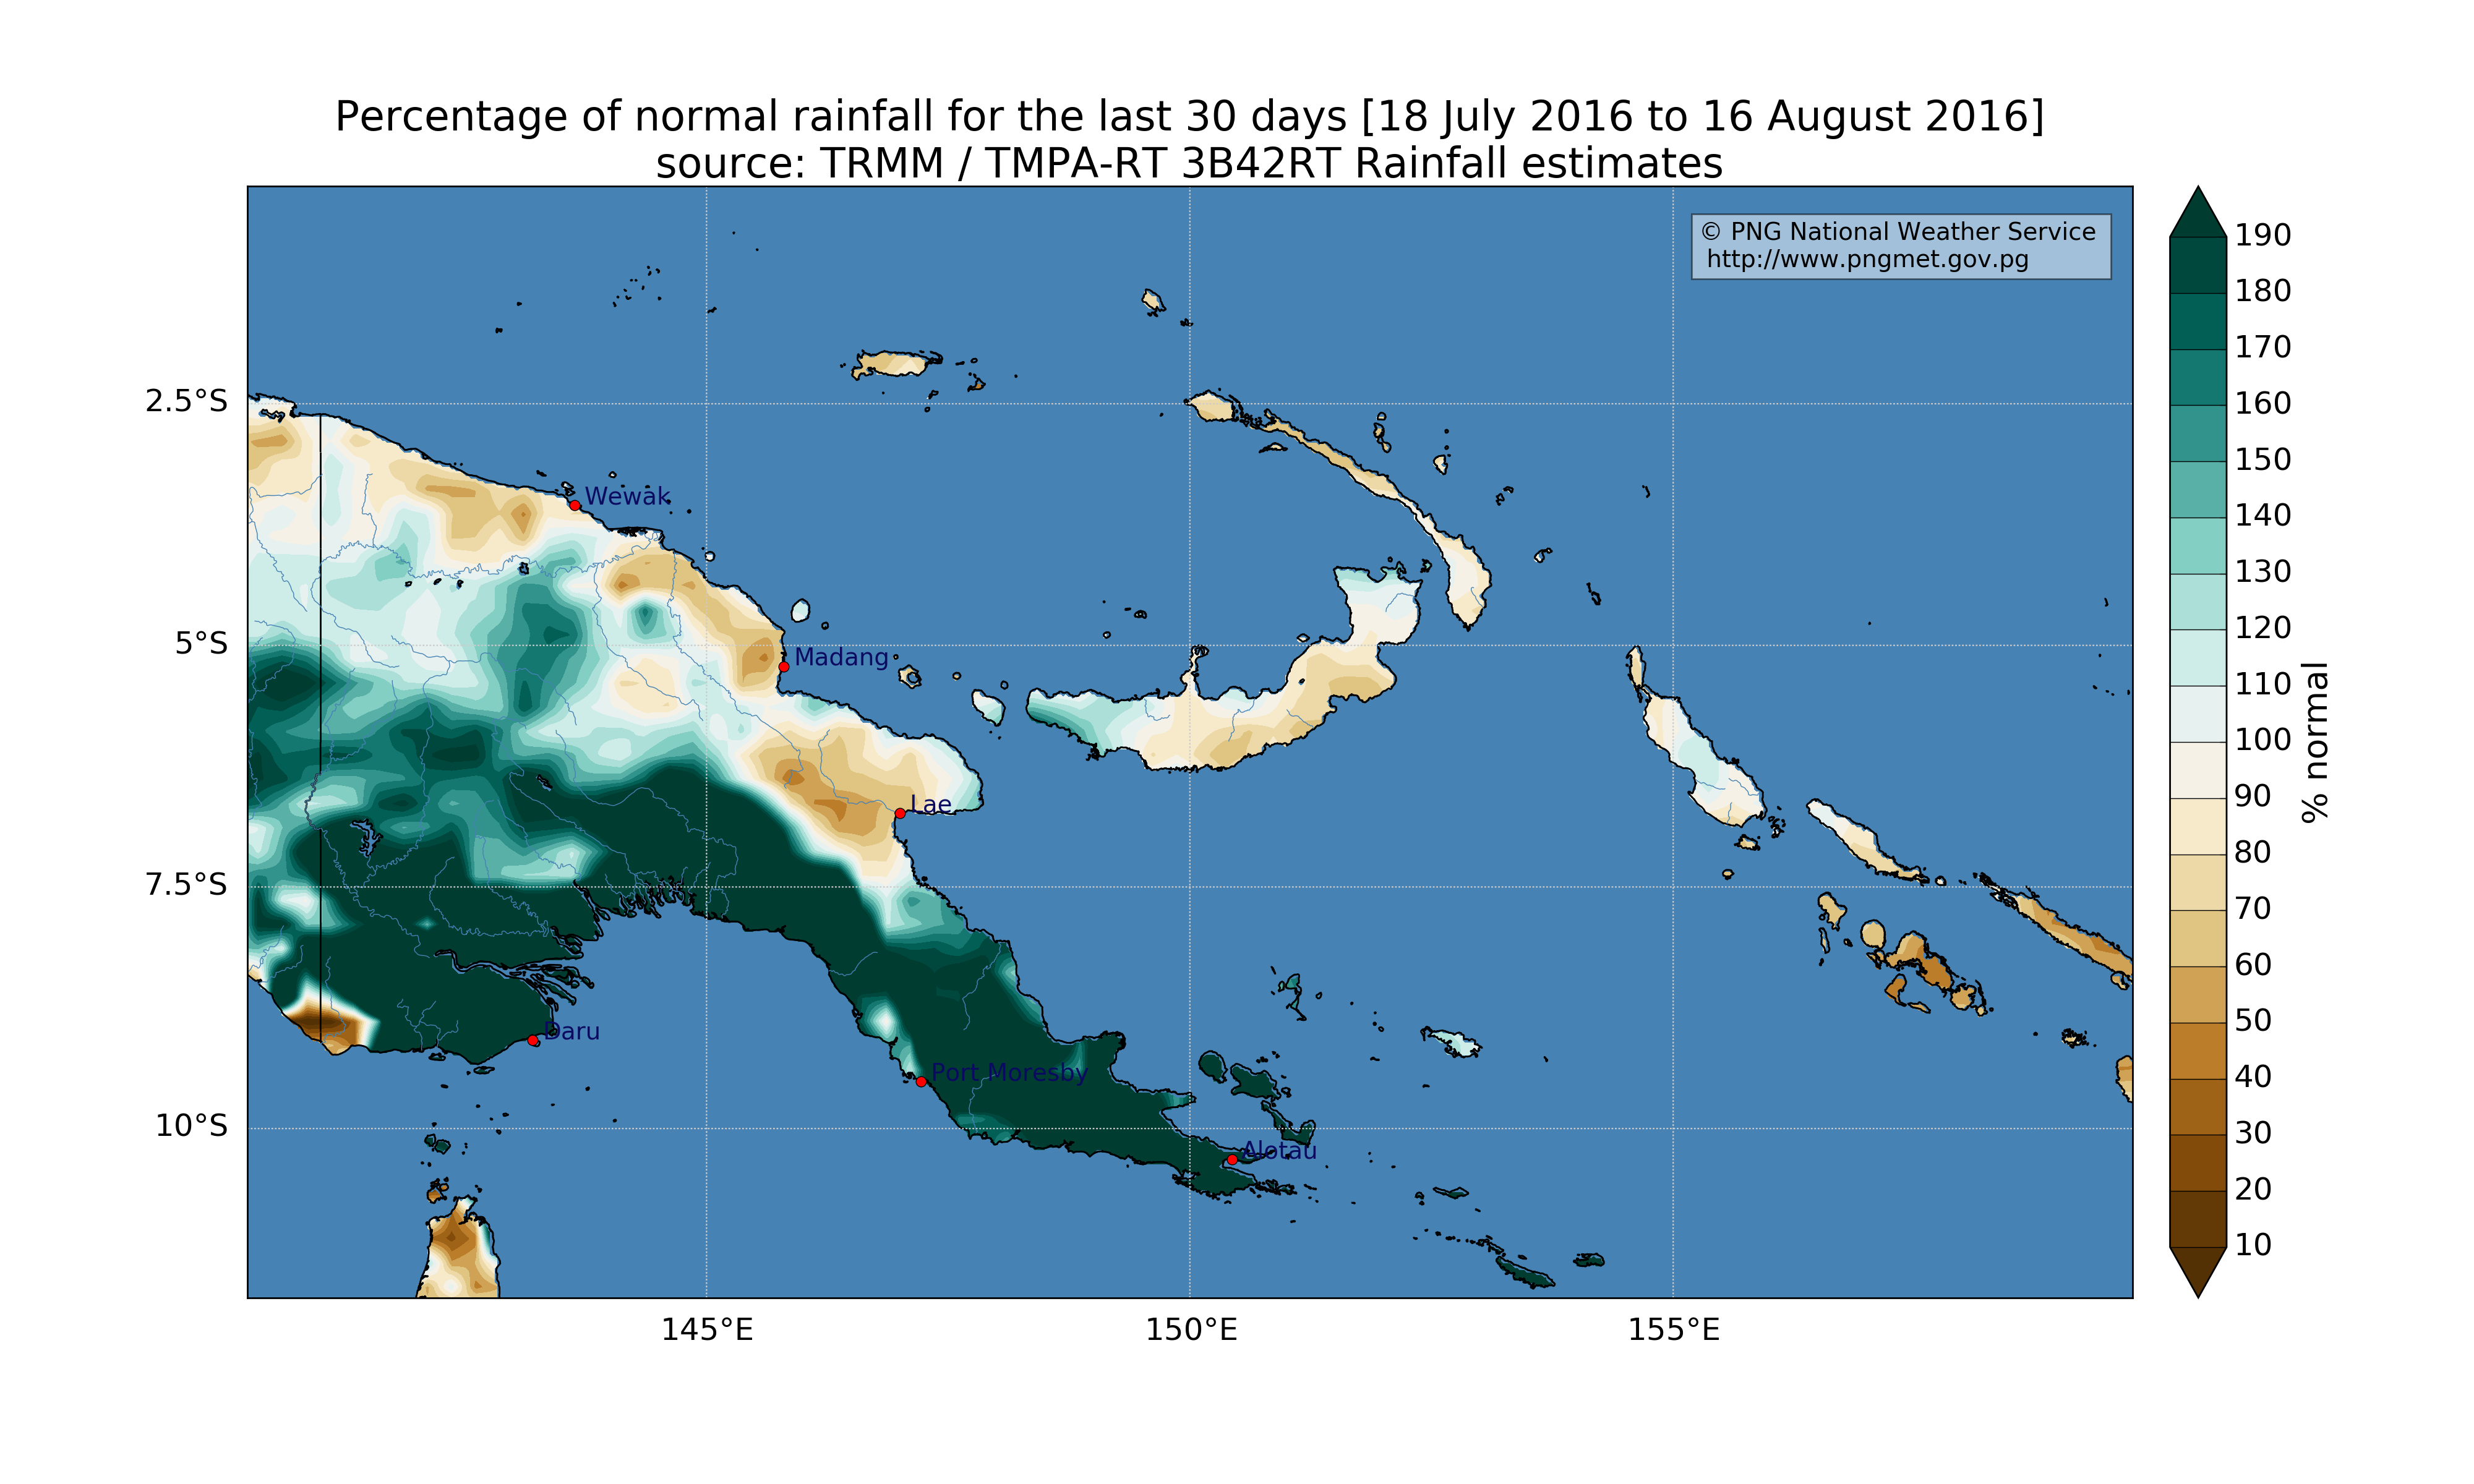 Percentage of normal rainfall for the last 30 days [18 July 2016 to 16 August 2016]
source: TRMM / TMPA-RT 3B42RT Rainfall estimates
© PNG National Weather Service
http://www.pngmet.gov.pg
2.5°S
5°S
7.5°S
10°S
145°E
150°E
155°E
Wewak
Madang
Lae
Daru
Port Moresby
Alotau
190
180
170
160
150
140
130
120
110
100
90
80
70
60
50
40
30
20
10
% normal